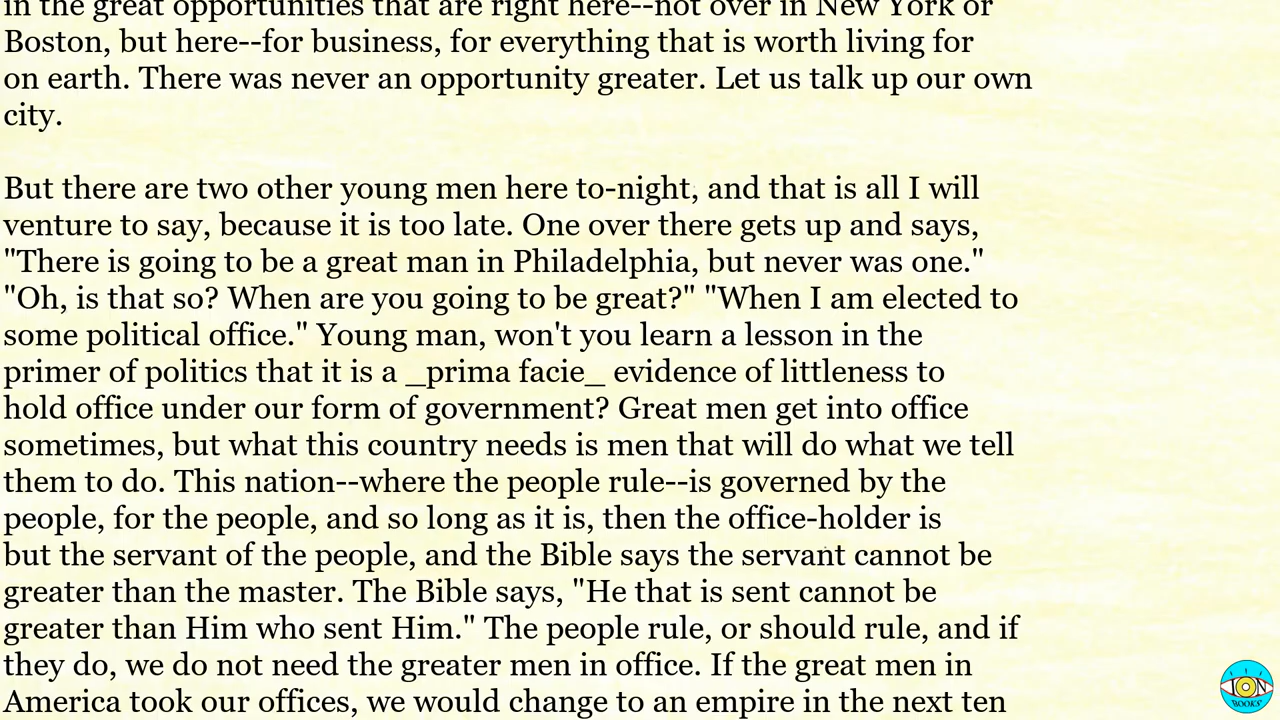 in the great opportunities that are right here--not over in New York or
Boston, but here--for business, for everything that is worth living for
on earth. There was never an opportunity greater. Let us talk up our own
city.
But there are two other young men here to-night, and that is all I will
venture to say, because it is too late. One over there gets up and says,
"There is going to be a great man in Philadelphia, but never was one."
"Oh, is that so? When are you going to be great?" "When I am elected to
some political office." Young man, won't you learn a lesson in the
primer of politics that it is a _prima facie_ evidence of littleness to
hold office under our form of government? Great men get into office
sometimes, but what this country needs is men that will do what we tell
them to do. This nation--where the people rule--is governed by the
people, for the people, and so long as it is, then the office-holder is
but the servant of the people, and the Bible says the servant cannot be
greater than the master. The Bible says, "He that is sent cannot be
greater than Him who sent Him." The people rule, or should rule, and if
they do, we do not need the greater men in office. If the great men in
America took our offices, we would change to an empire in the next ten
ION
BOOKS